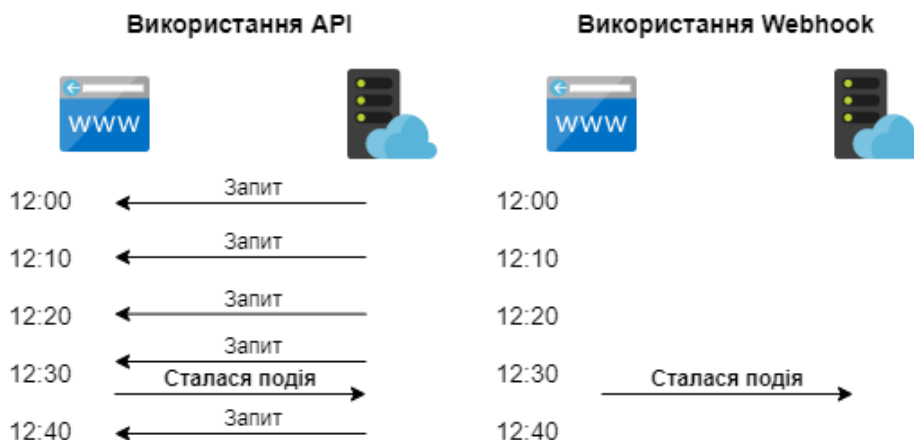 Використання API
Використання Webhook
WWW
WWW
12:00
Запит
12:00
12:10
Запит
12:10
12:20
Запит
12:20
Запит
12:30
Сталася подія
12:30
Сталася подія
12:40
Запит
12:40